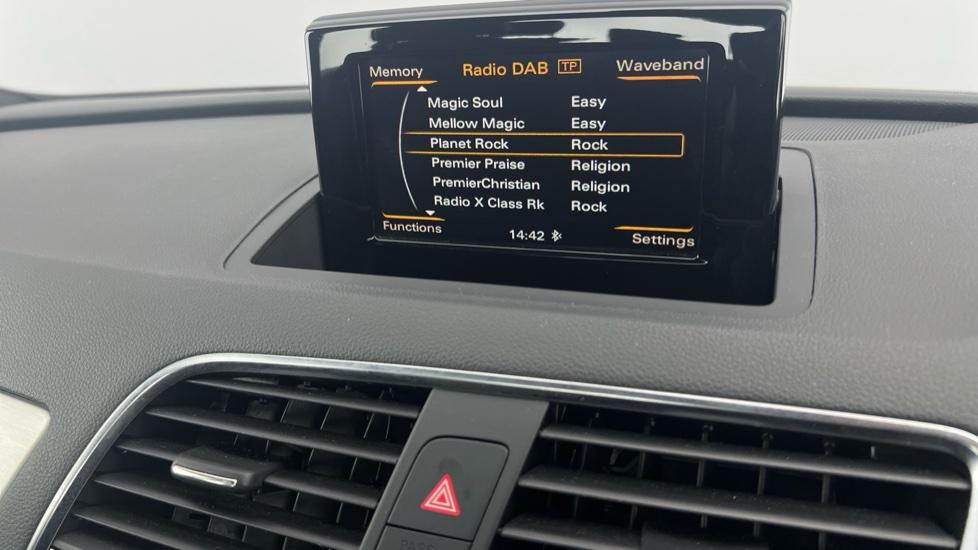 Memory Radio DAB TP Waveband
Magic Soul Easy
Mellow Magic Easy
Planet Rock Rock
Premier Praise Religion
PremierChristian Religion
Radio X Class Rk Rock
Functions 14:42 Settings